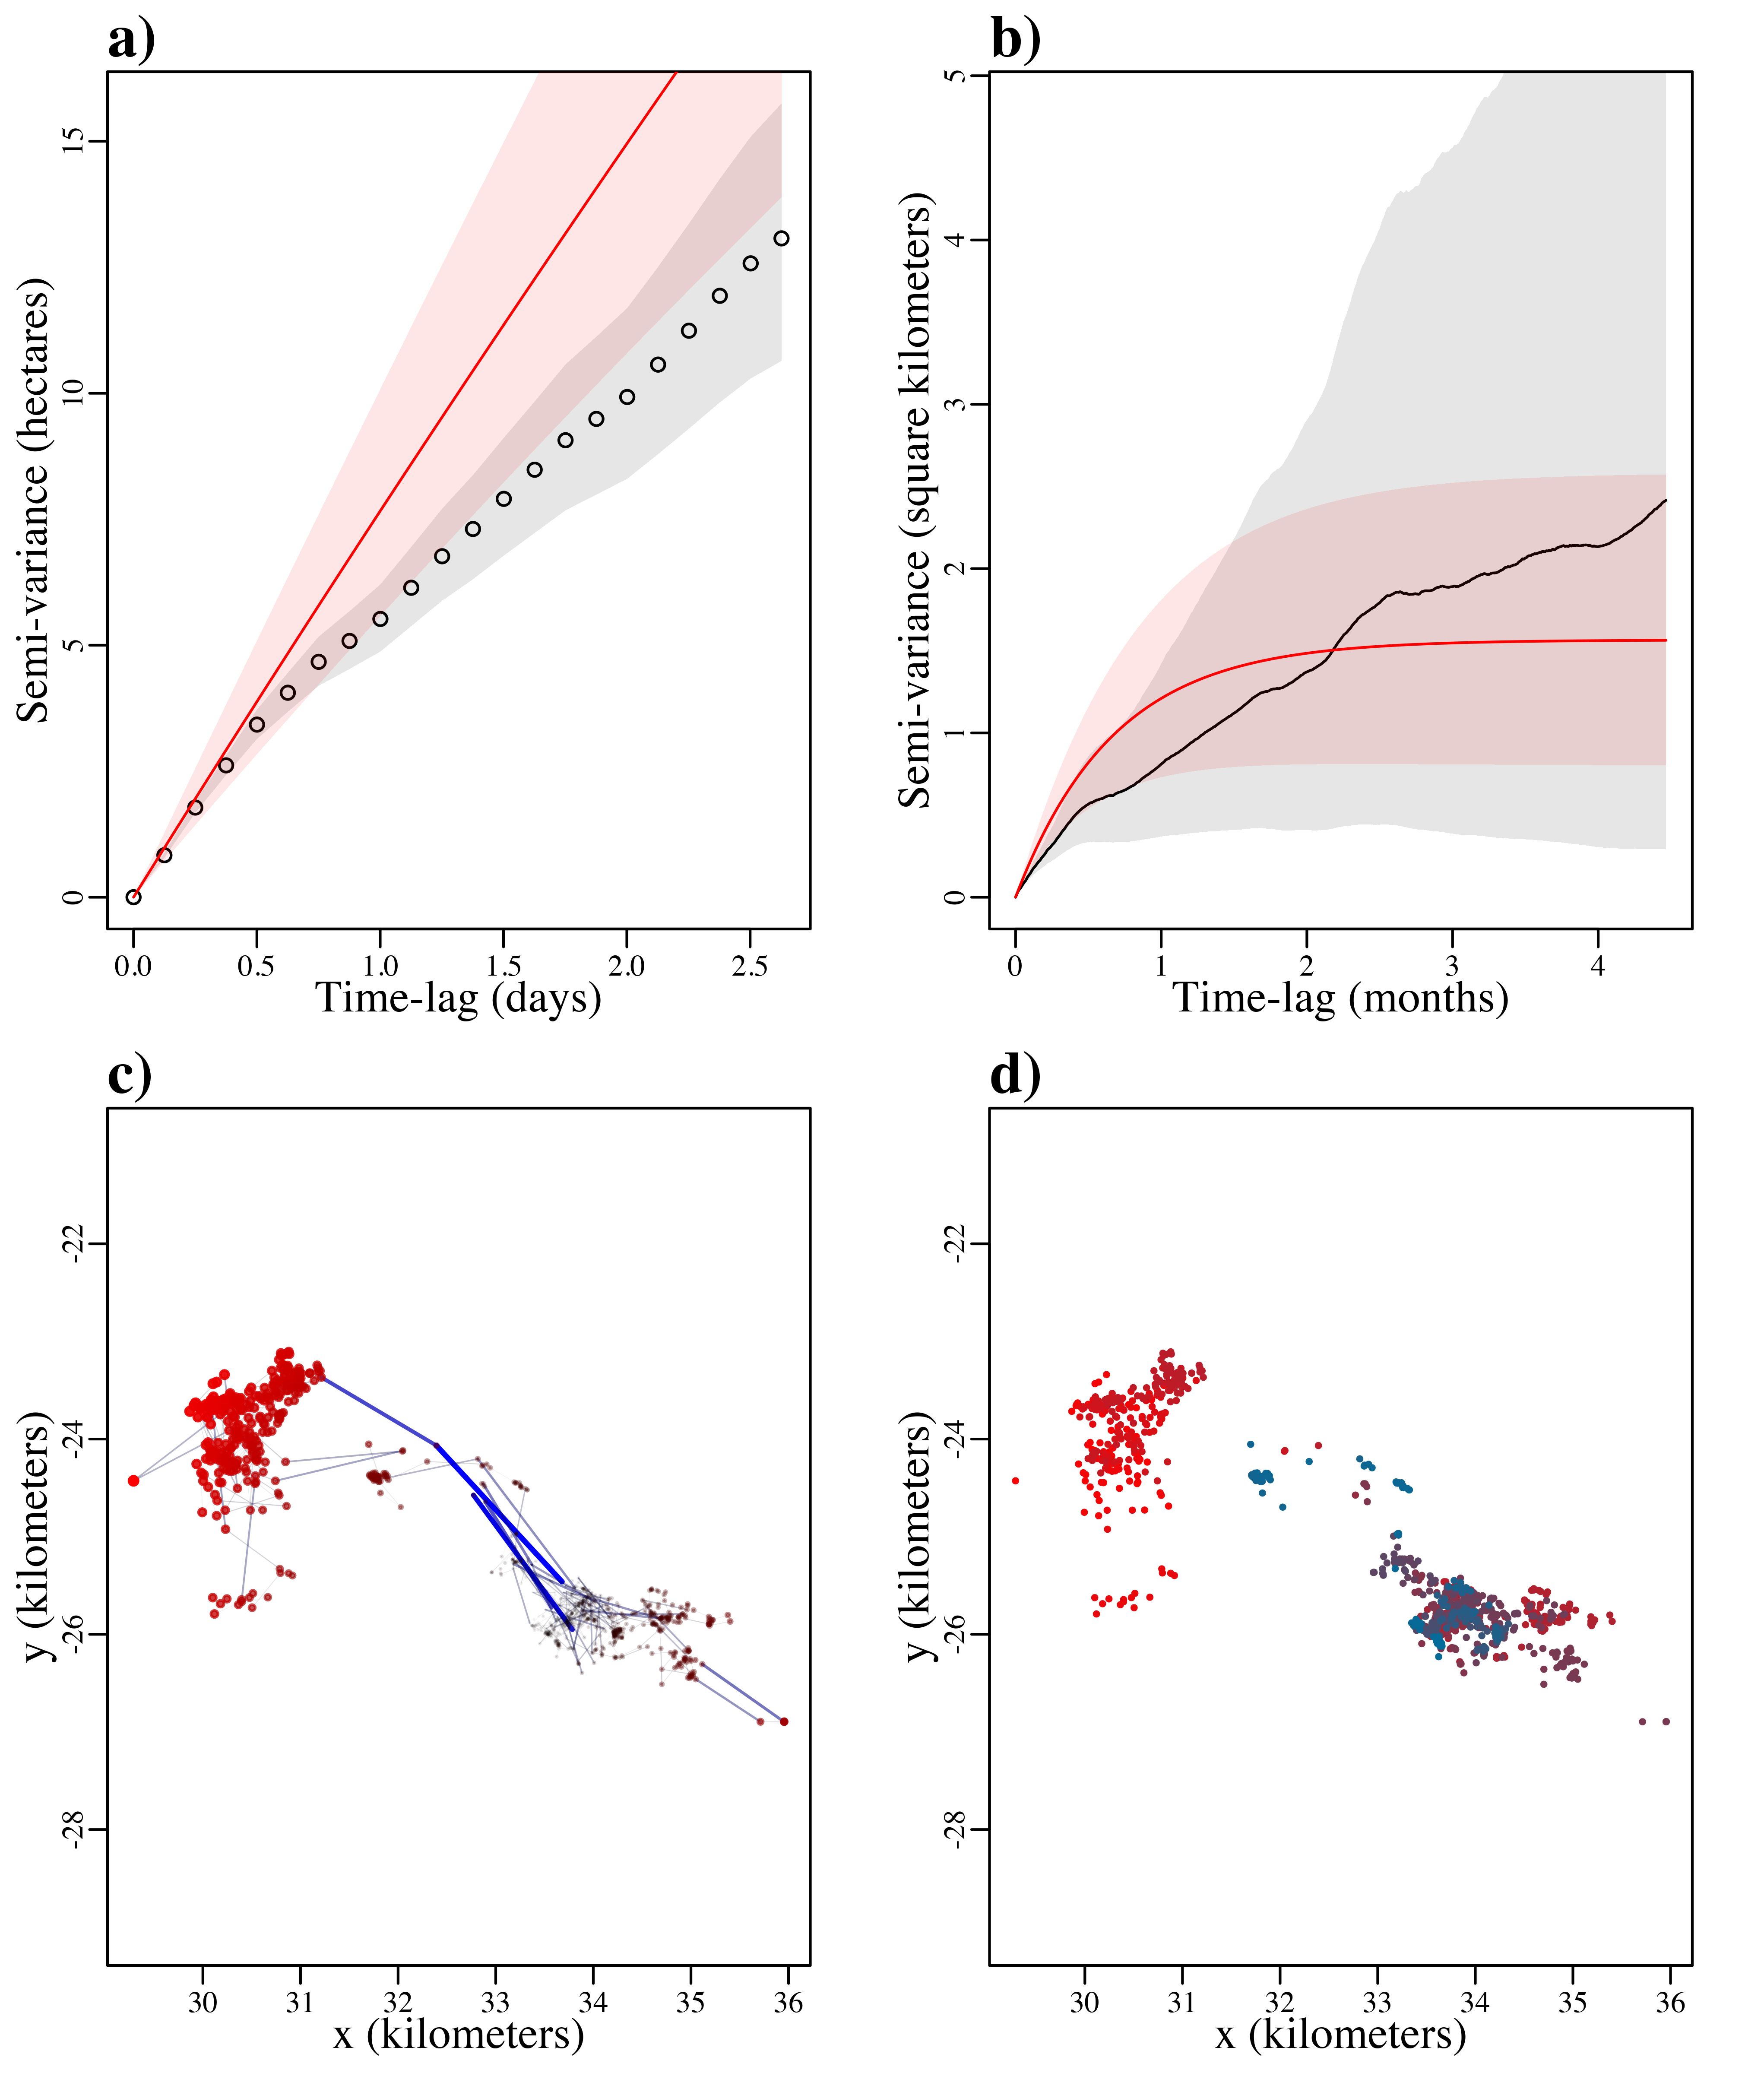 a)
Semi-variance (hectares)
0 5 10 15
0.0 0.5 1.0 1.5 2.0 2.5
Time-lag (days)
b)
Semi-variance (square kilometers)
0 1 2 3 4 5
0 1 2 3 4
Time-lag (months)
c)
y (kilometers)
-28 -26 -24 -22
30 31 32 33 34 35 36
x (kilometers)
d)
y (kilometers)
-28 -26 -24 -22
30 31 32 33 34 35 36
x (kilometers)